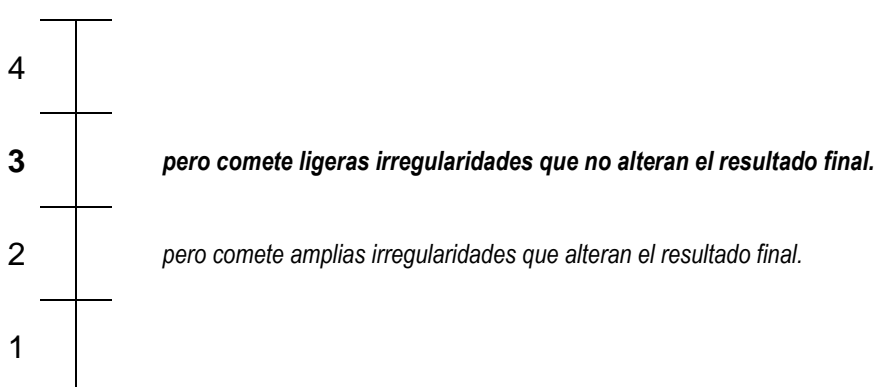 4
3 pero comete ligeras irregularidades que no alteran el resultado final.
2 pero comete amplias irregularidades que alteran el resultado final.
1